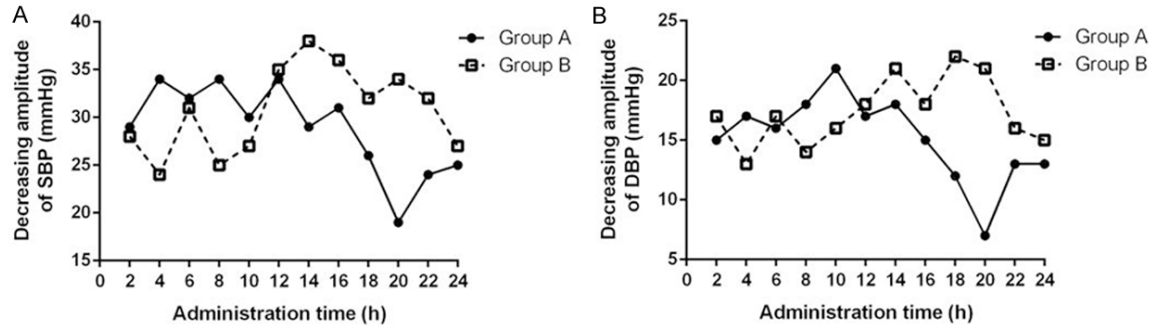 A
Decreasing amplitude
of SBP (mmHg)
40
35
30
25
20
15
0 2 4 6 8 10 12 14 16 18 20 22 24
Administration time (h)
Group A
Group B
B
Decreasing amplitude
of DBP (mmHg)
25
20
15
10
5
0 2 4 6 8 10 12 14 16 18 20 22 24
Administration time (h)
Group A
Group B